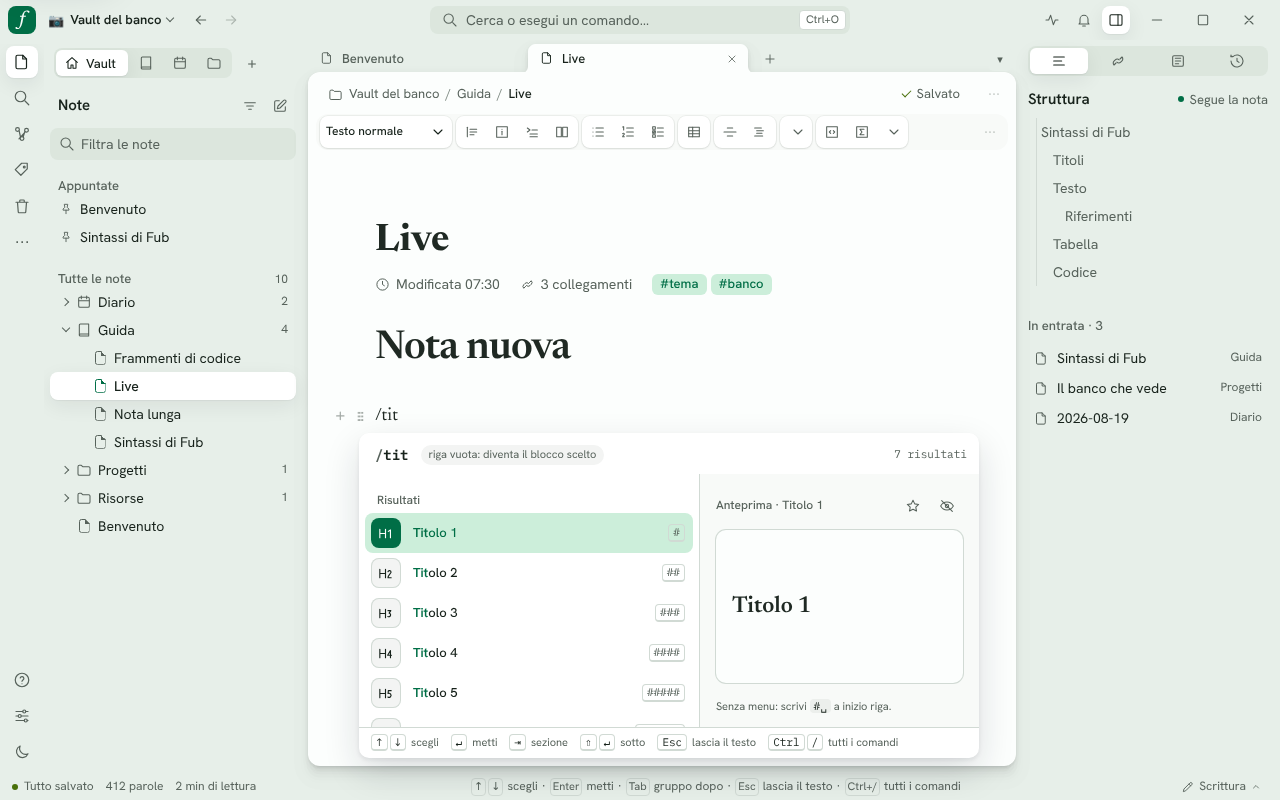 Vault del banco
Cerca o esegui un comando...
Ctrl+O
Vault
Benvenuto
Live
Note
Filtra le note
Appuntate
Benvenuto
Sintassi di Fub
Tutte le note 10
Diario 2
Guida 4
Frammenti di codice
Live
Nota lunga
Sintassi di Fub
Progetti 1
Risorse 1
Benvenuto
Vault del banco / Guida / Live
Salvato
Testo normale
Live
Modificata 07:30
3 collegamenti
#tema #banco
Nota nuova
/tit
/tit riga vuota: diventa il blocco scelto 7 risultati
Risultati
H1 Titolo 1 #
H2 Titolo 2 ##
H3 Titolo 3 ###
H4 Titolo 4 ####
H5 Titolo 5 #####
Anteprima · Titolo 1
Titolo 1
Senza menu: scrivi #␣ a inizio riga.
↑ ↓ scegli ↵ metti ⇥ sezione ⇧ ↵ sotto Esc lascia il testo Ctrl / tutti i comandi
Struttura
Segue la nota
Sintassi di Fub
Titoli
Testo
Riferimenti
Tabella
Codice
In entrata · 3
Sintassi di Fub Guida
Il banco che vede Progetti
2026-08-19 Diario
Tutto salvato 412 parole 2 min di lettura
↑ ↓ scegli · Enter metti · Tab gruppo dopo · Esc lascia il testo · Ctrl+/ tutti i comandi
Scrittura